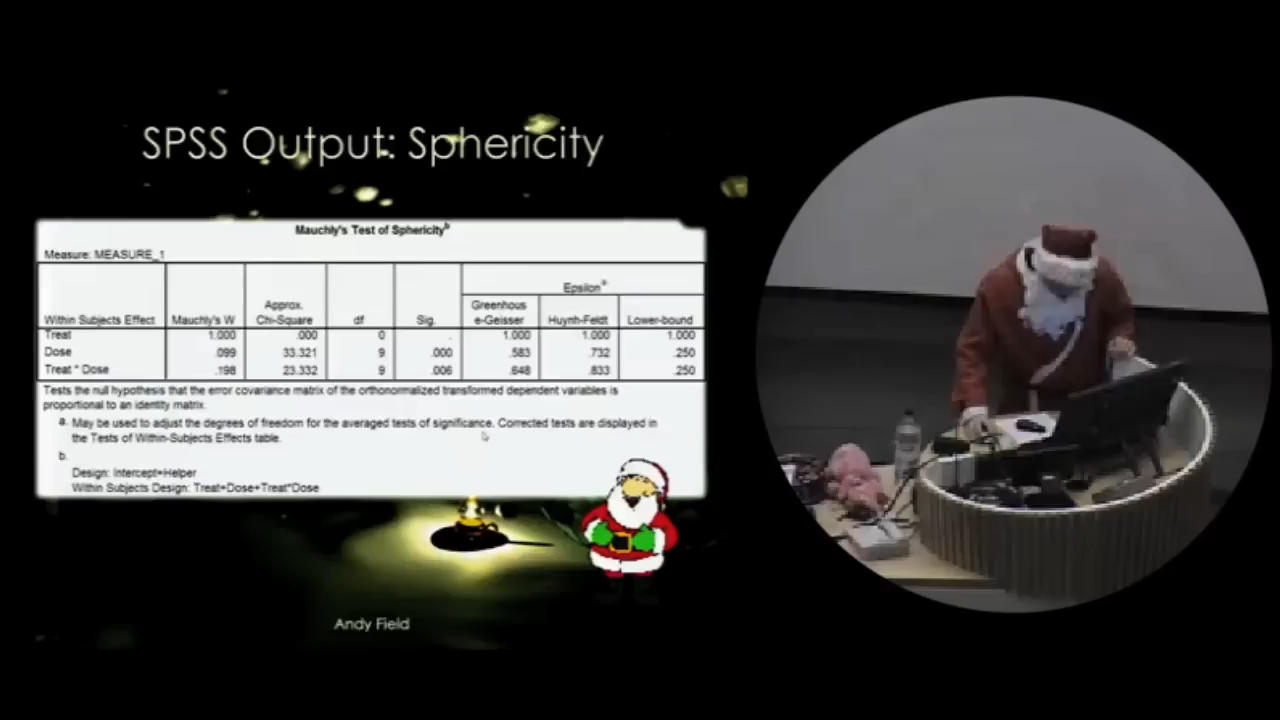 SPSS Output: Sphericity
Mauchly's Test of Sphericity b
Measure: MEASURE_1
Epsilon a
Approx. Greenhous
Within Subjects Effect Mauchly's W Chi-Square df Sig. e-Geisser Huynh-Feldt Lower-bound
Treat 1.000 .000 0 . 1.000 1.000 1.000
Dose .099 33.321 9 .000 .583 .732 .250
Treat * Dose .198 23.332 9 .006 .648 .833 .250
Tests the null hypothesis that the error covariance matrix of the orthonormalized transformed dependent variables is
proportional to an identity matrix.
a. May be used to adjust the degrees of freedom for the averaged tests of significance. Corrected tests are displayed in
the Tests of Within-Subjects Effects table.
b.
Design: Intercept+Helper
Within Subjects Design: Treat+Dose+Treat*Dose
Andy Field